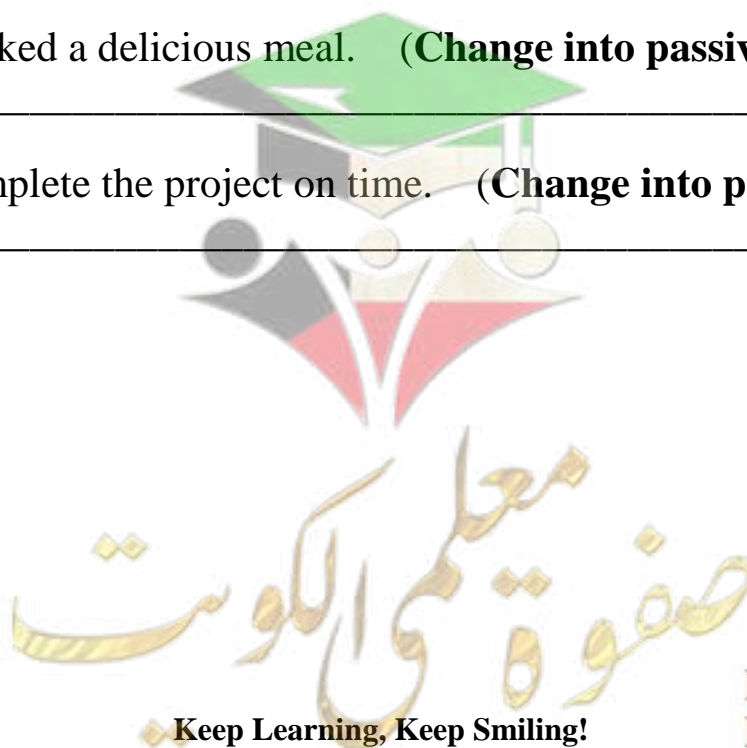 ked a delicious meal. (Change into passiv
mplete the project on time. (Change into p
صفوة معلمي الكويت
Keep Learning, Keep Smiling!